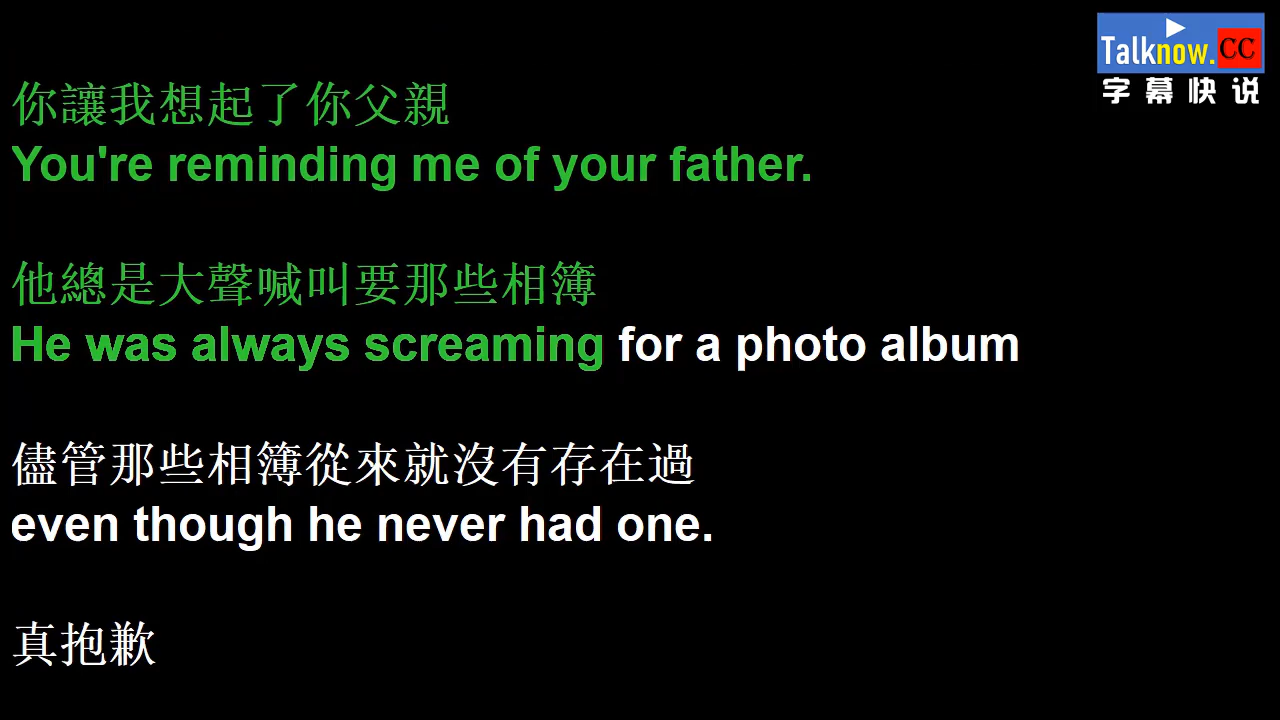 Talknow.CC
字幕快说
你讓我想起了你父親
You're reminding me of your father.
他總是大聲喊叫要那些相簿
He was always screaming for a photo album
儘管那些相簿從來就沒有存在過
even though he never had one.
真抱歉